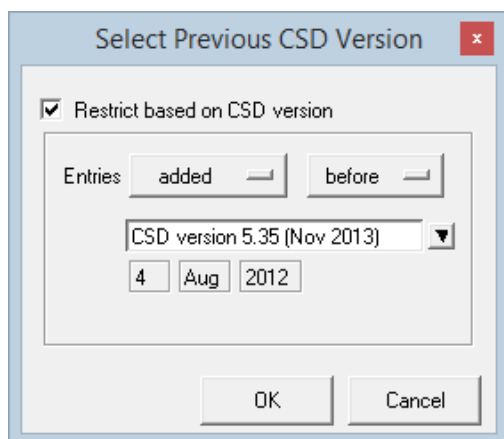 Select Previous CSD Version x
Restrict based on CSD version
Entries added before
CSD version 5.35 (Nov 2013)
4 Aug 2012
OK Cancel